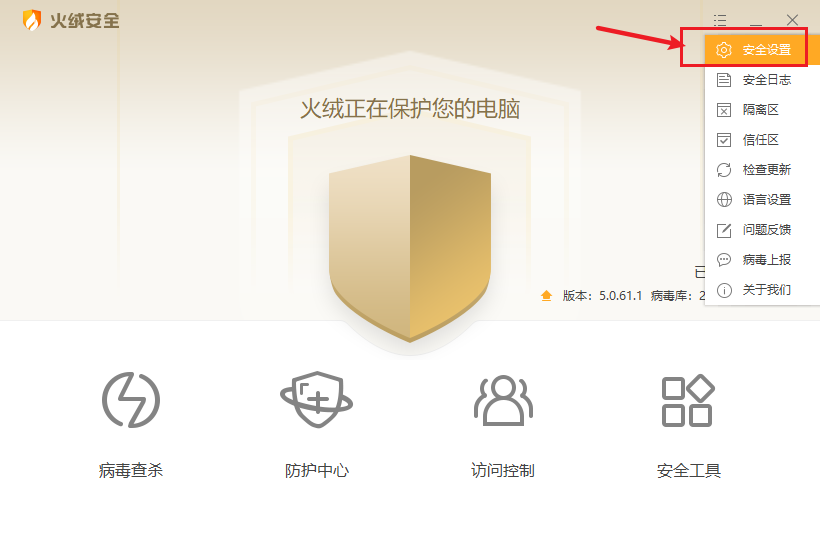 火绒安全
安全设置
安全日志
隔离区
信任区
检查更新
语言设置
问题反馈
病毒上报
关于我们
火绒正在保护您的电脑
已
版本：5.0.61.1 病毒库：2
病毒查杀
防护中心
访问控制
安全工具